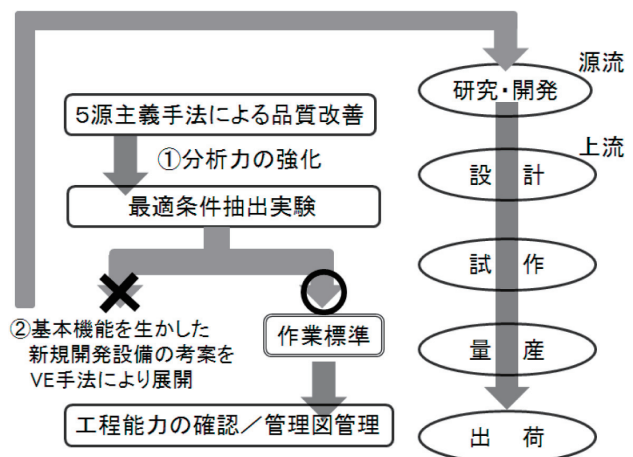 5源主義手法による品質改善
①分析力の強化
最適条件抽出実験
②基本機能を生かした
新規開発設備の考案を
VE手法により展開
作業標準
工程能力の確認/管理図管理
源流
研究・開発
上流
設 計
試 作
量 産
出 荷